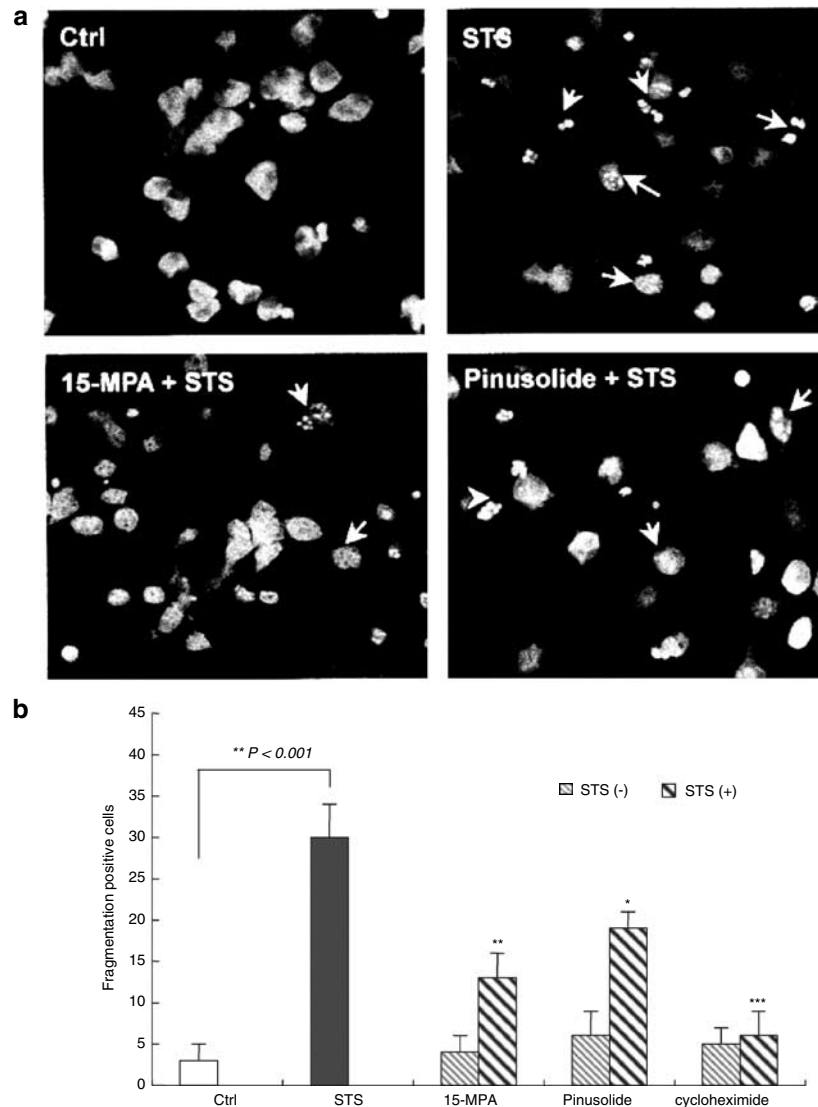 a
Ctrl
STS
15-MPA + STS
Pinusolide + STS
b
45
40
35
30
25
20
15
10
5
0
Fragmentation positive cells
** P < 0.001
STS (-)
STS (+)
**
*
***
Ctrl
STS
15-MPA
Pinusolide
cycloheximide